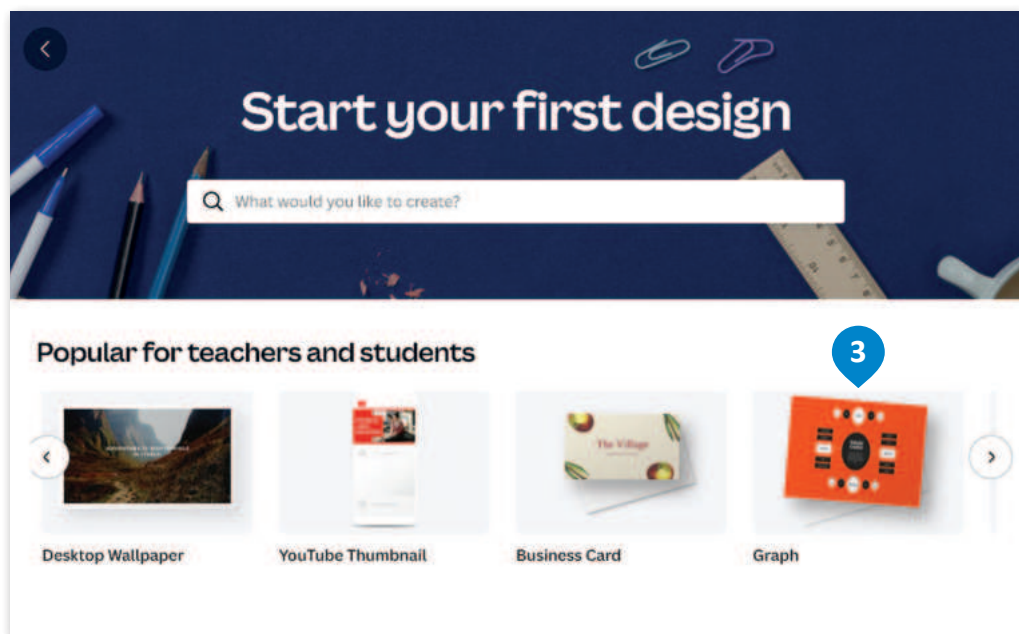 Start your first design
What would you like to create?
Popular for teachers and students
3
The Village
Desktop Wallpaper
YouTube Thumbnail
Business Card
Graph